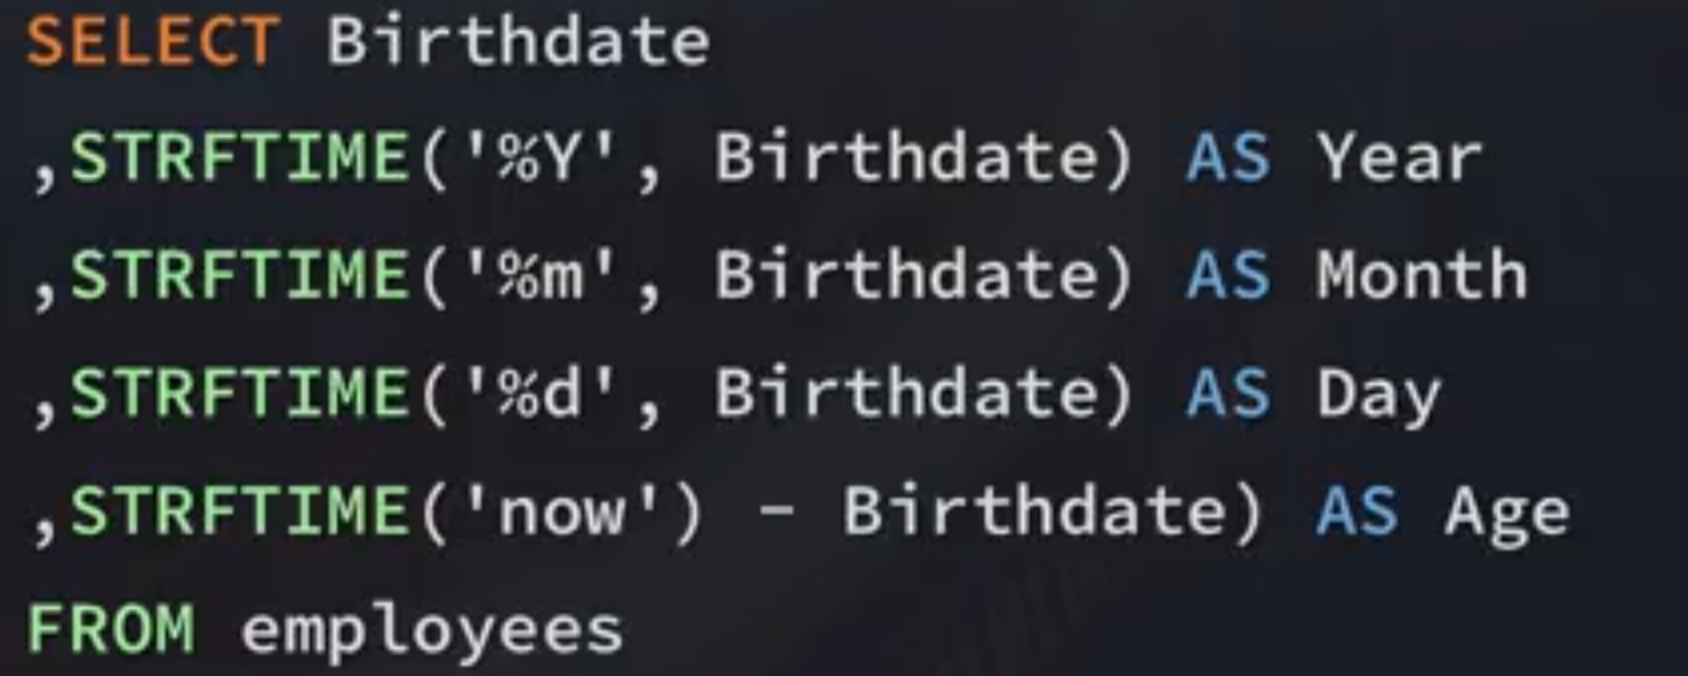 SELECT Birthdate
,STRFTIME('%Y', Birthdate) AS Year
,STRFTIME('%m', Birthdate) AS Month
,STRFTIME('%d', Birthdate) AS Day
,STRFTIME('now') - Birthdate) AS Age
FROM employees